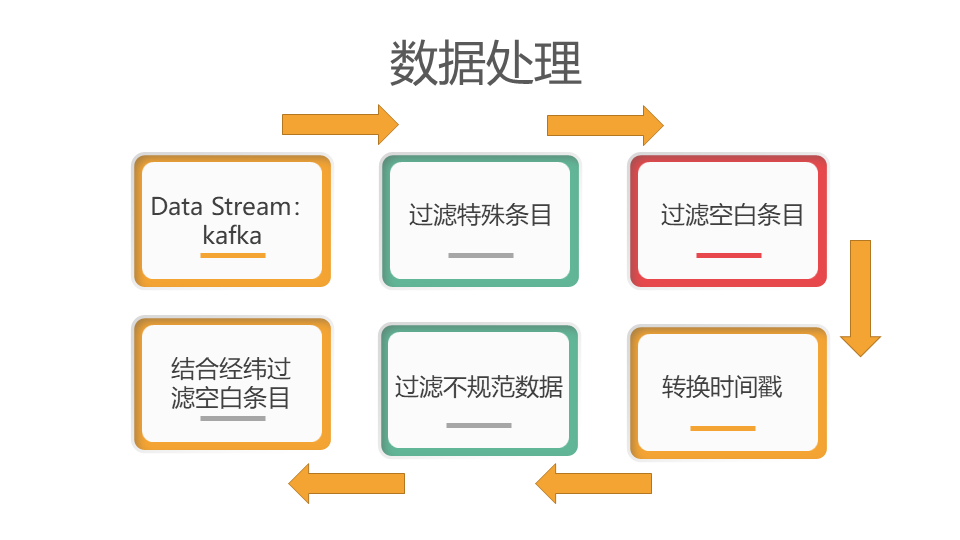 数据处理
Data Stream：
kafka
过滤特殊条目
过滤空白条目
结合经纬过
滤空白条目
过滤不规范数据
转换时间戳